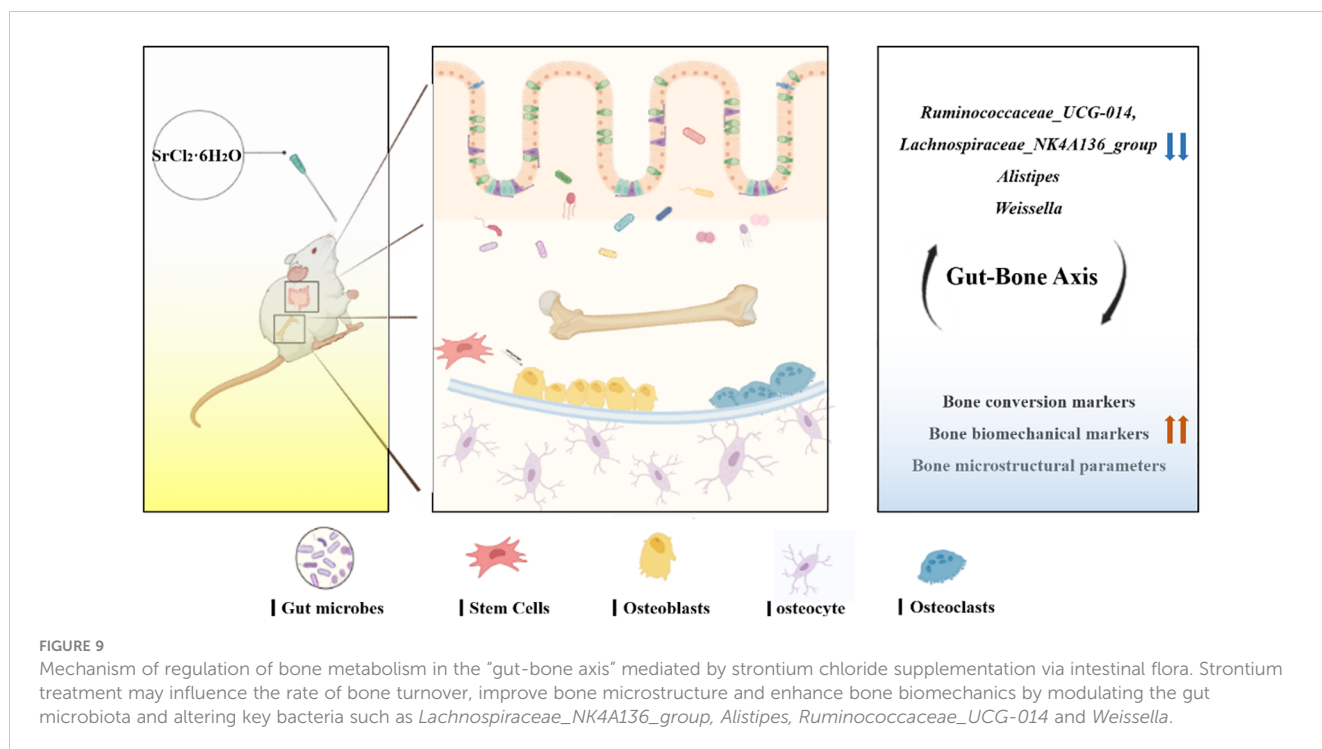 SrCl2·6H2O
Ruminococcaceae_UCG-014,
Lachnospiraceae_NK4A136_group
Alistipes
Weissella
Gut-Bone Axis
Bone conversion markers
Bone biomechanical markers
Bone microstructural parameters
Gut microbes
Stem Cells
Osteoblasts
osteocyte
Osteoclasts
FIGURE 9
Mechanism of regulation of bone metabolism in the “gut-bone axis” mediated by strontium chloride supplementation via intestinal flora. Strontium
treatment may influence the rate of bone turnover, improve bone microstructure and enhance bone biomechanics by modulating the gut
microbiota and altering key bacteria such as Lachnospiraceae_NK4A136_group, Alistipes, Ruminococcaceae_UCG-014 and Weissella.